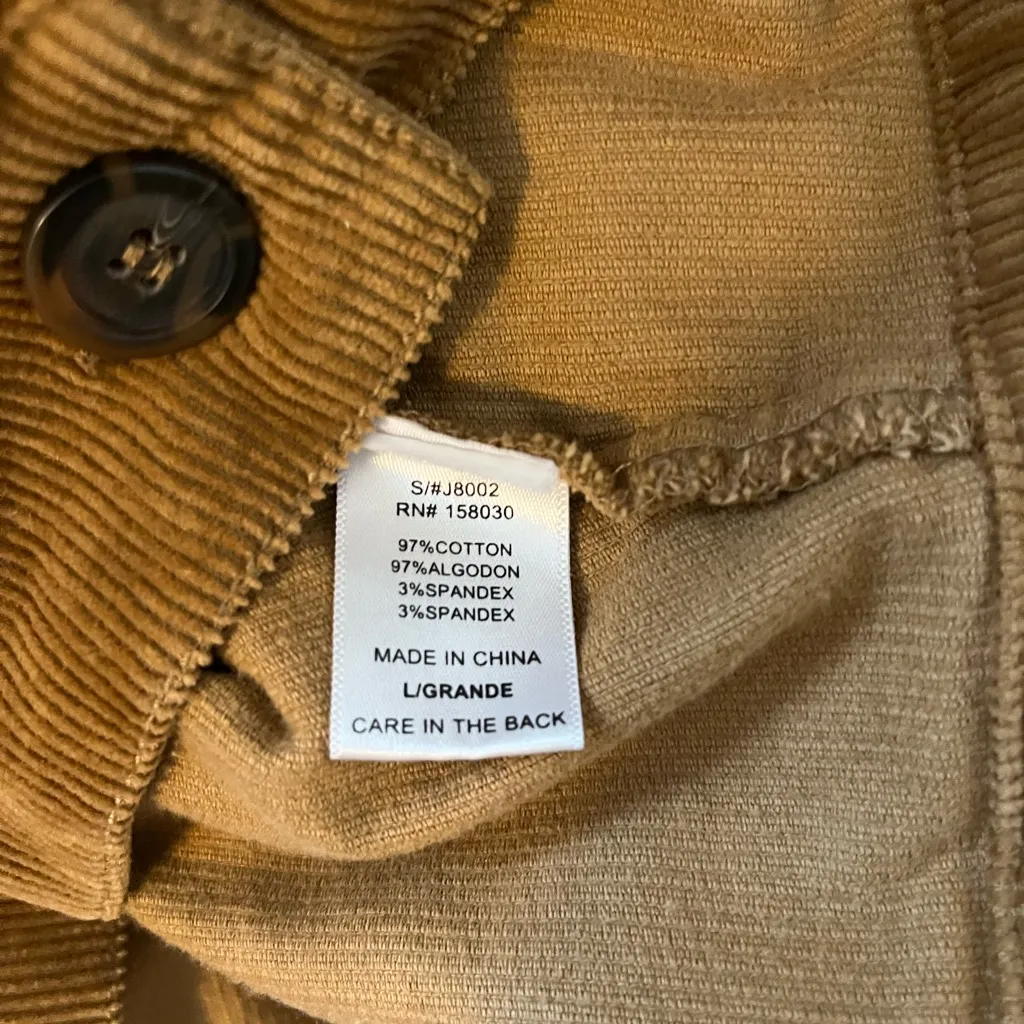 S/#J8002
RN# 158030
97%COTTON
97%ALGODON
3%SPANDEX
3%SPANDEX
MADE IN CHINA
L/GRANDE
CARE IN THE BACK